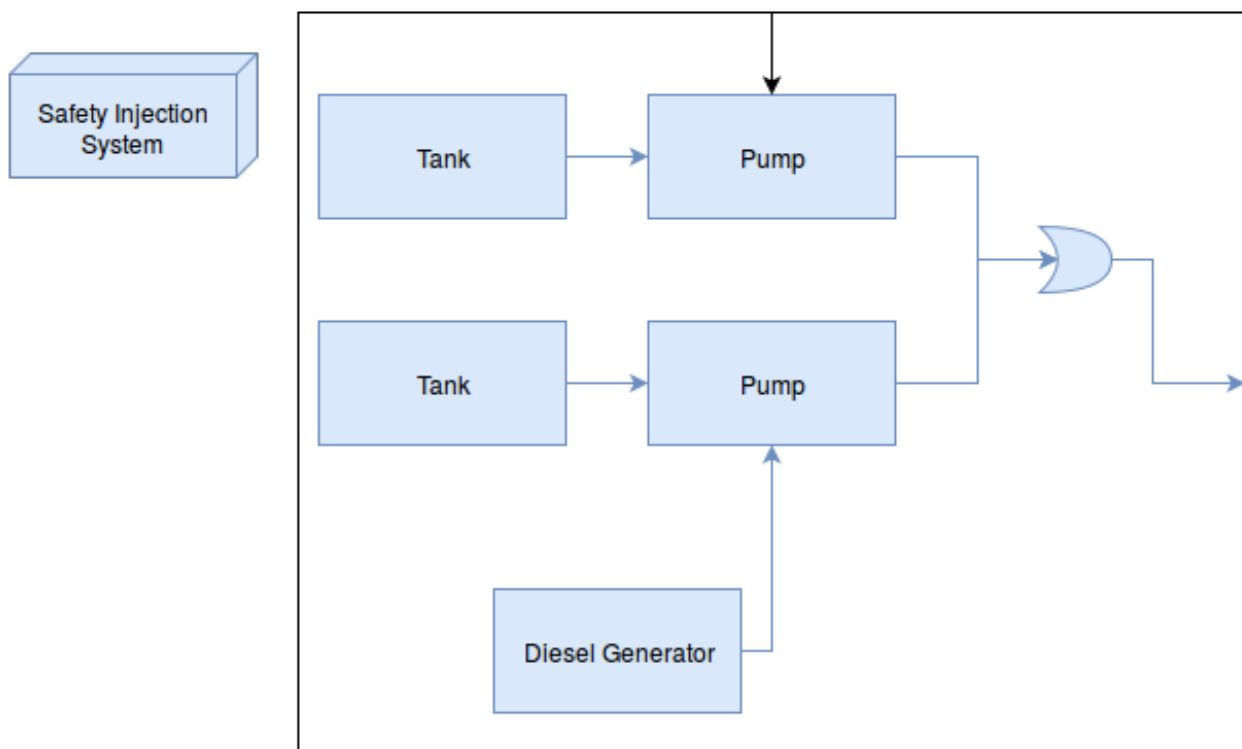 Safety Injection
System
Tank
Pump
Tank
Pump
Diesel Generator